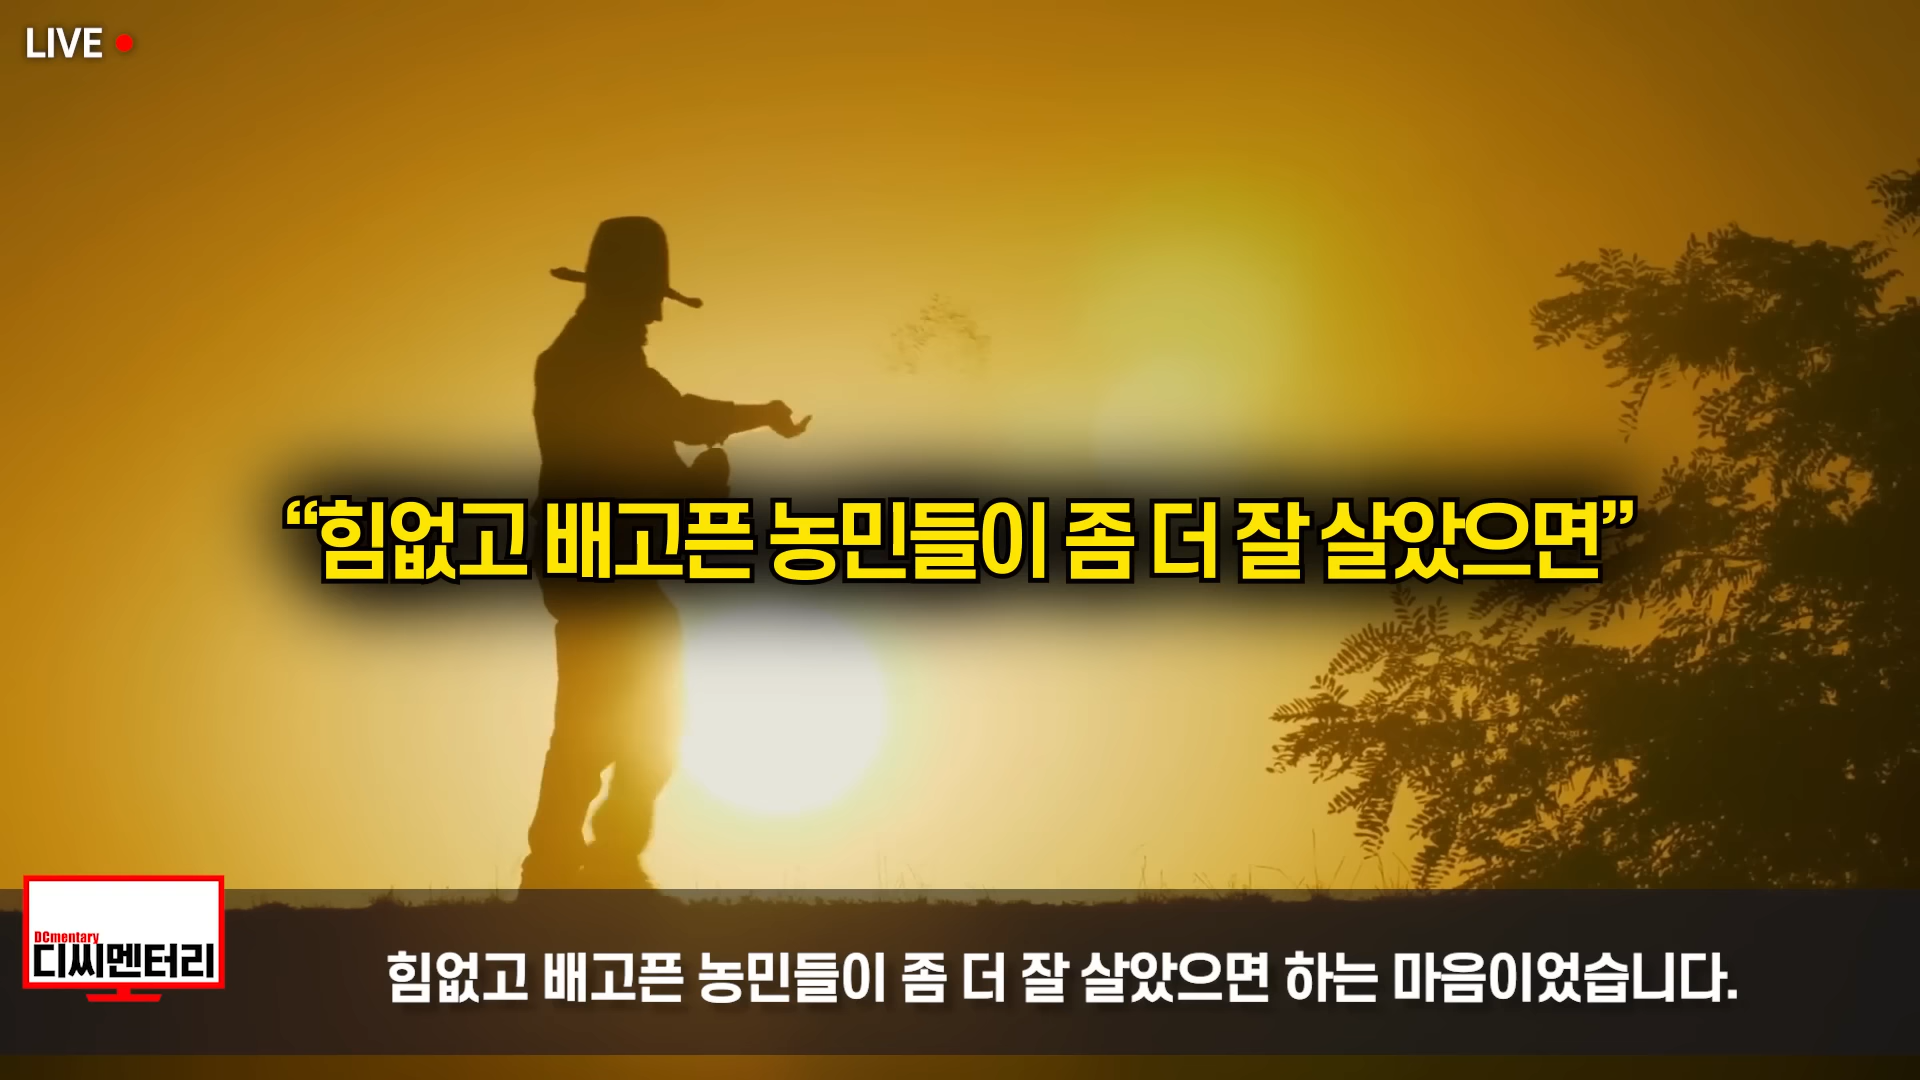 LIVE
“힘없고 배고픈 농민들이 좀 더 잘 살았으면”
DCmentary
디씨멘터리
힘없고 배고픈 농민들이 좀 더 잘 살았으면 하는 마음이었습니다.